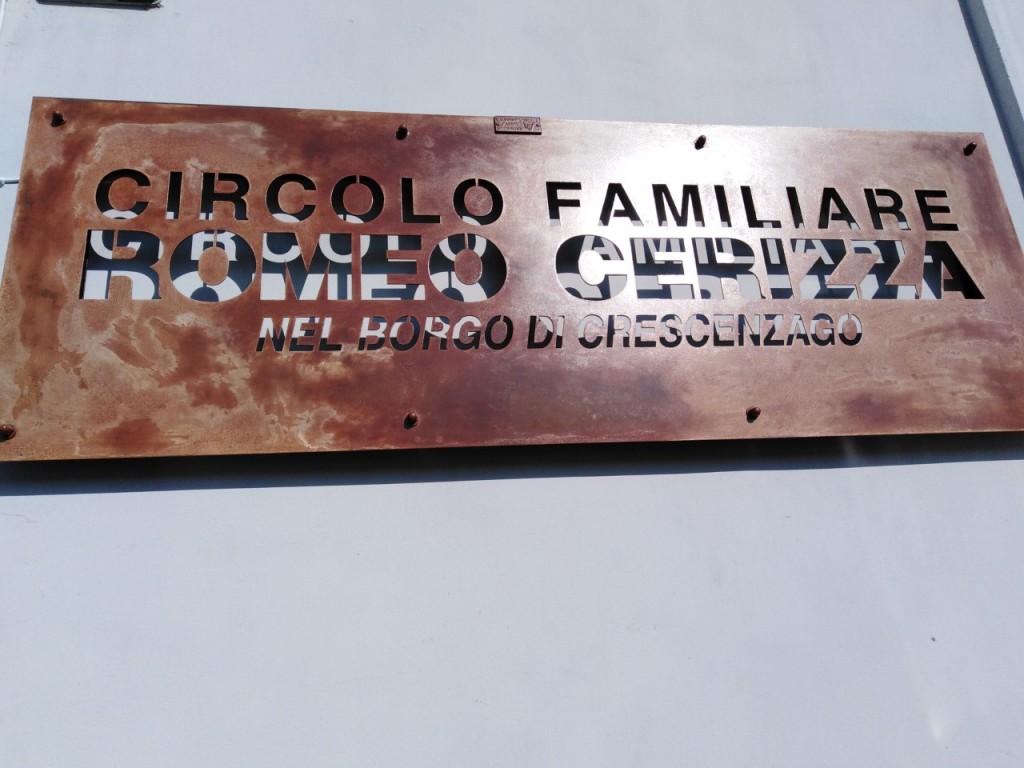 CIRCOLO FAMILIARE
ROMEO CERIZZA
NEL BORGO DI CRESCENZAGO